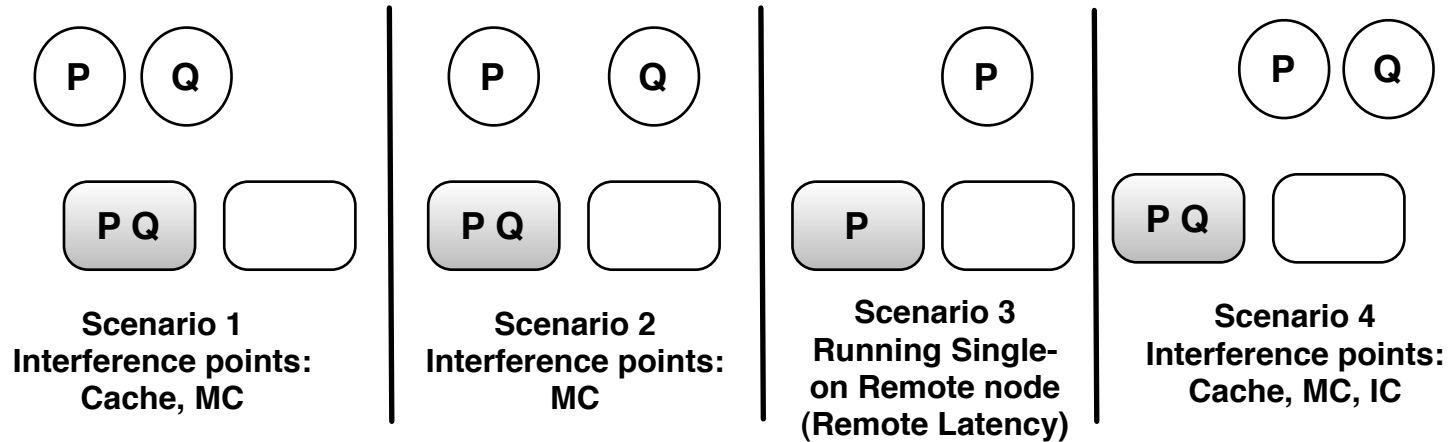 P Q
P Q
Scenario 1
Interference points:
Cache, MC
P Q
P Q
Scenario 2
Interference points:
MC
P
P
Scenario 3
Running Single-
on Remote node
(Remote Latency)
P Q
P Q
Scenario 4
Interference points:
Cache, MC, IC